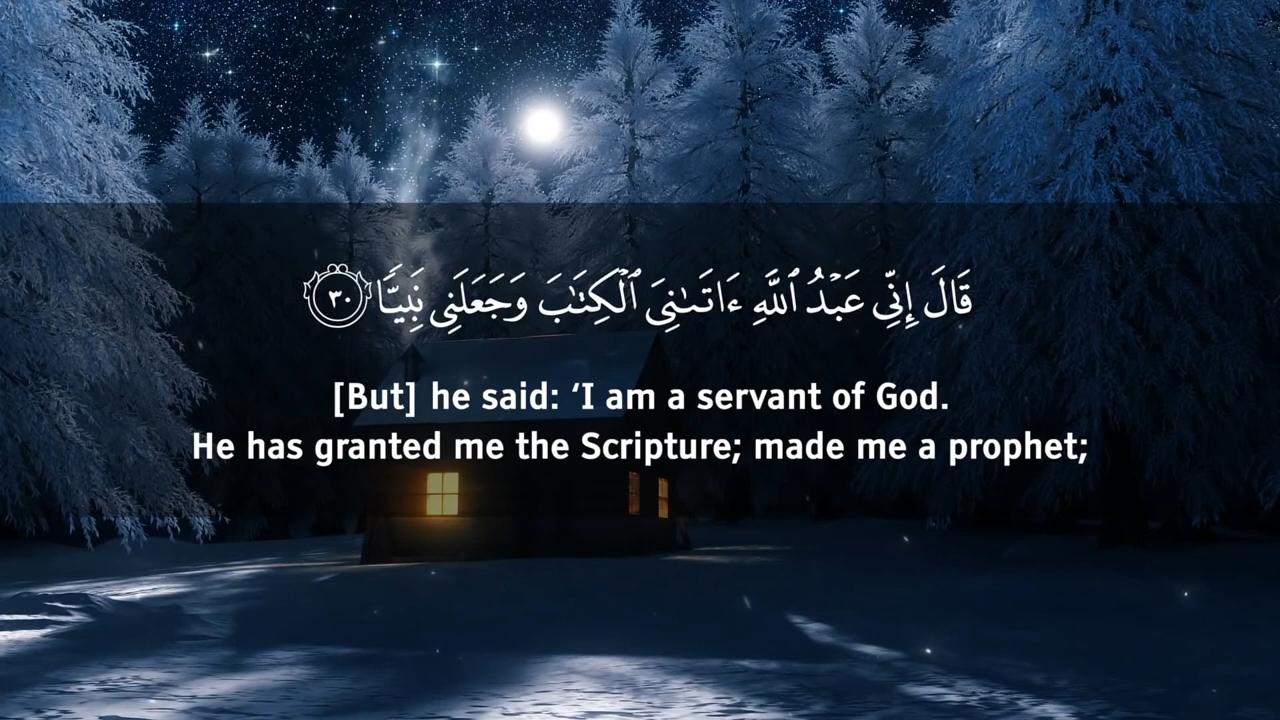 قَالَ إِنِّي عَبْدُ ٱللَّهِ ءَاتَىٰنِيَ ٱلْكِتَٰبَ وَجَعَلَنِي نَبِيًّا ٣٠
[But] he said: ‘I am a servant of God.
He has granted me the Scripture; made me a prophet;